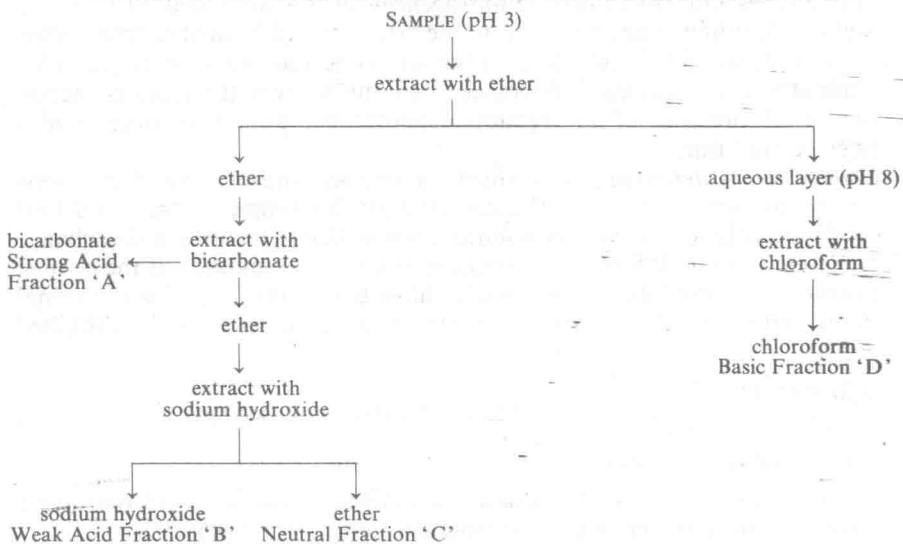 SAMPLE (pH 3)
extract with ether
ether
aqueous layer (pH 8)
bicarbonate
Strong Acid
Fraction ‘A’
extract with
bicarbonate
extract with
chloroform
ether
chloroform
Basic Fraction ‘D’
extract with
sodium hydroxide
sodium hydroxide
Weak Acid Fraction ‘B’
ether
Neutral Fraction ‘C’